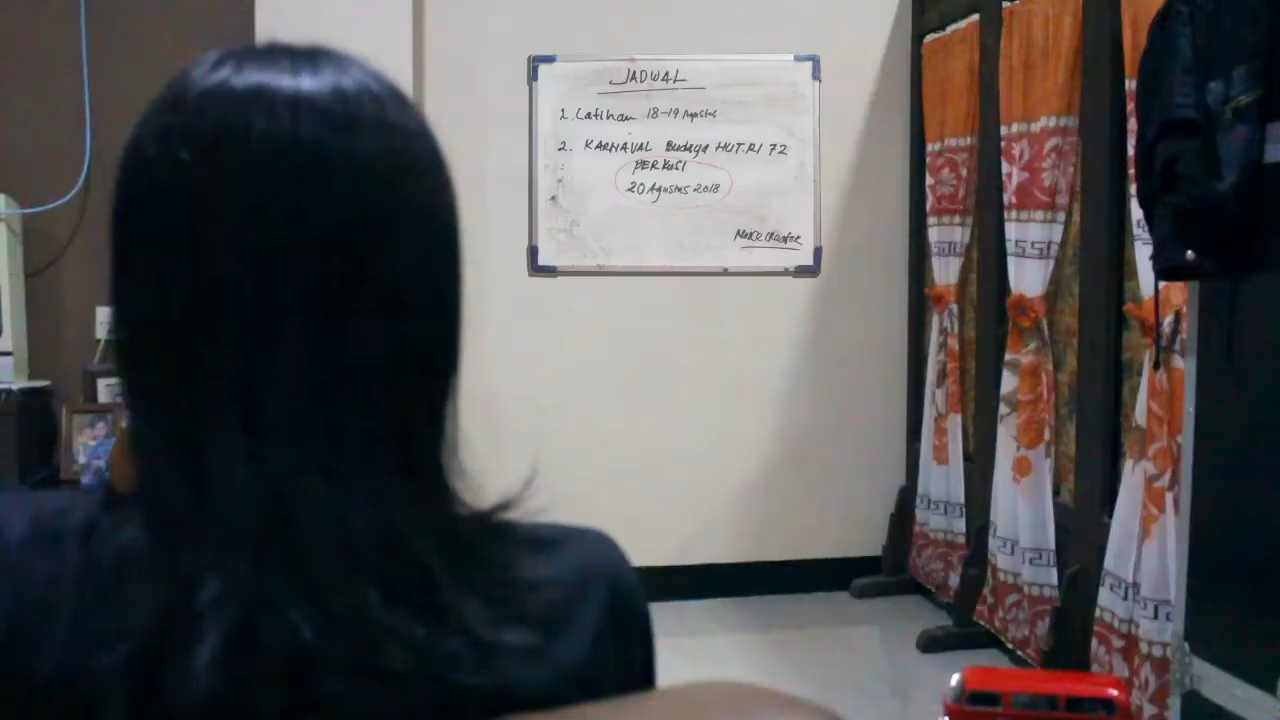 JADWAL
1. Latihan 18-19 Agustus
2. KARNAVAL Budaya HUT.RI 72
PERKUSI
20 Agustus 2018